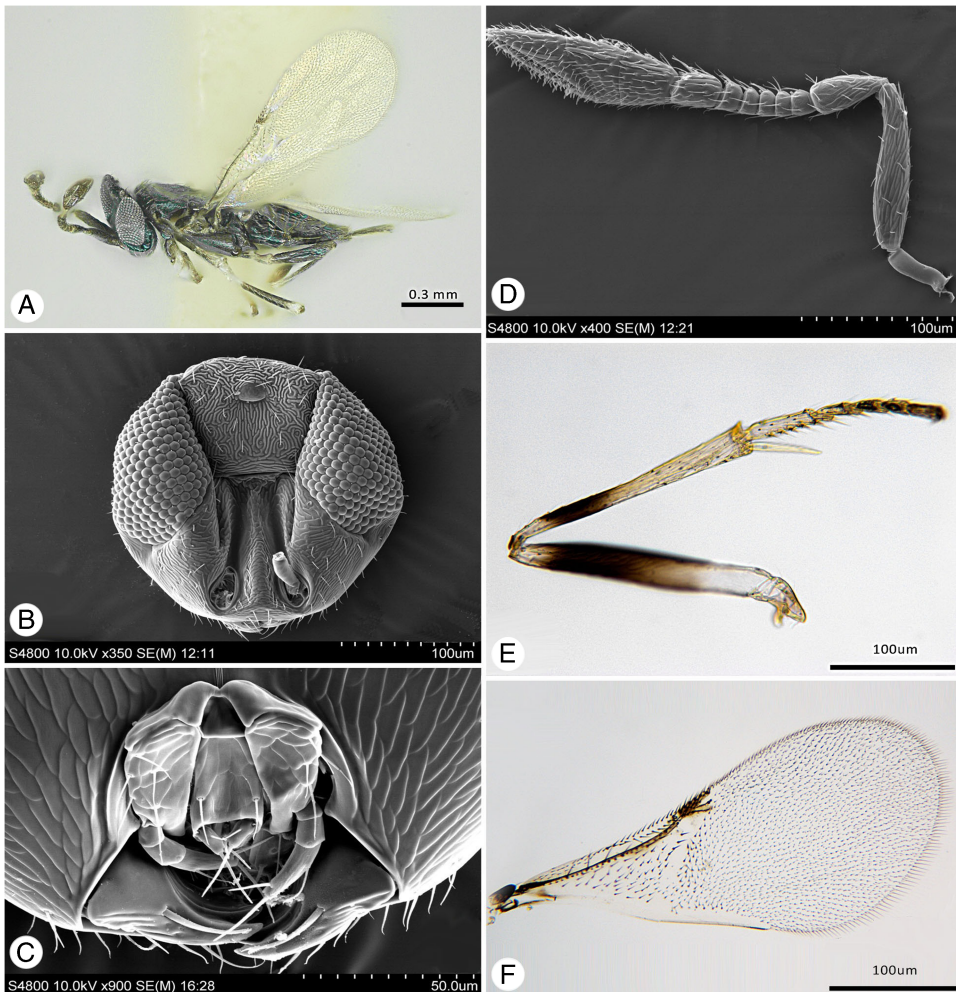 A
0.3 mm
B
S4800 10.0kV x350 SE(M) 12:11
100um
C
S4800 10.0kV x900 SE(M) 16:28
50.0um
D
S4800 10.0kV x400 SE(M) 12:21
100um
E
100um
F
100um